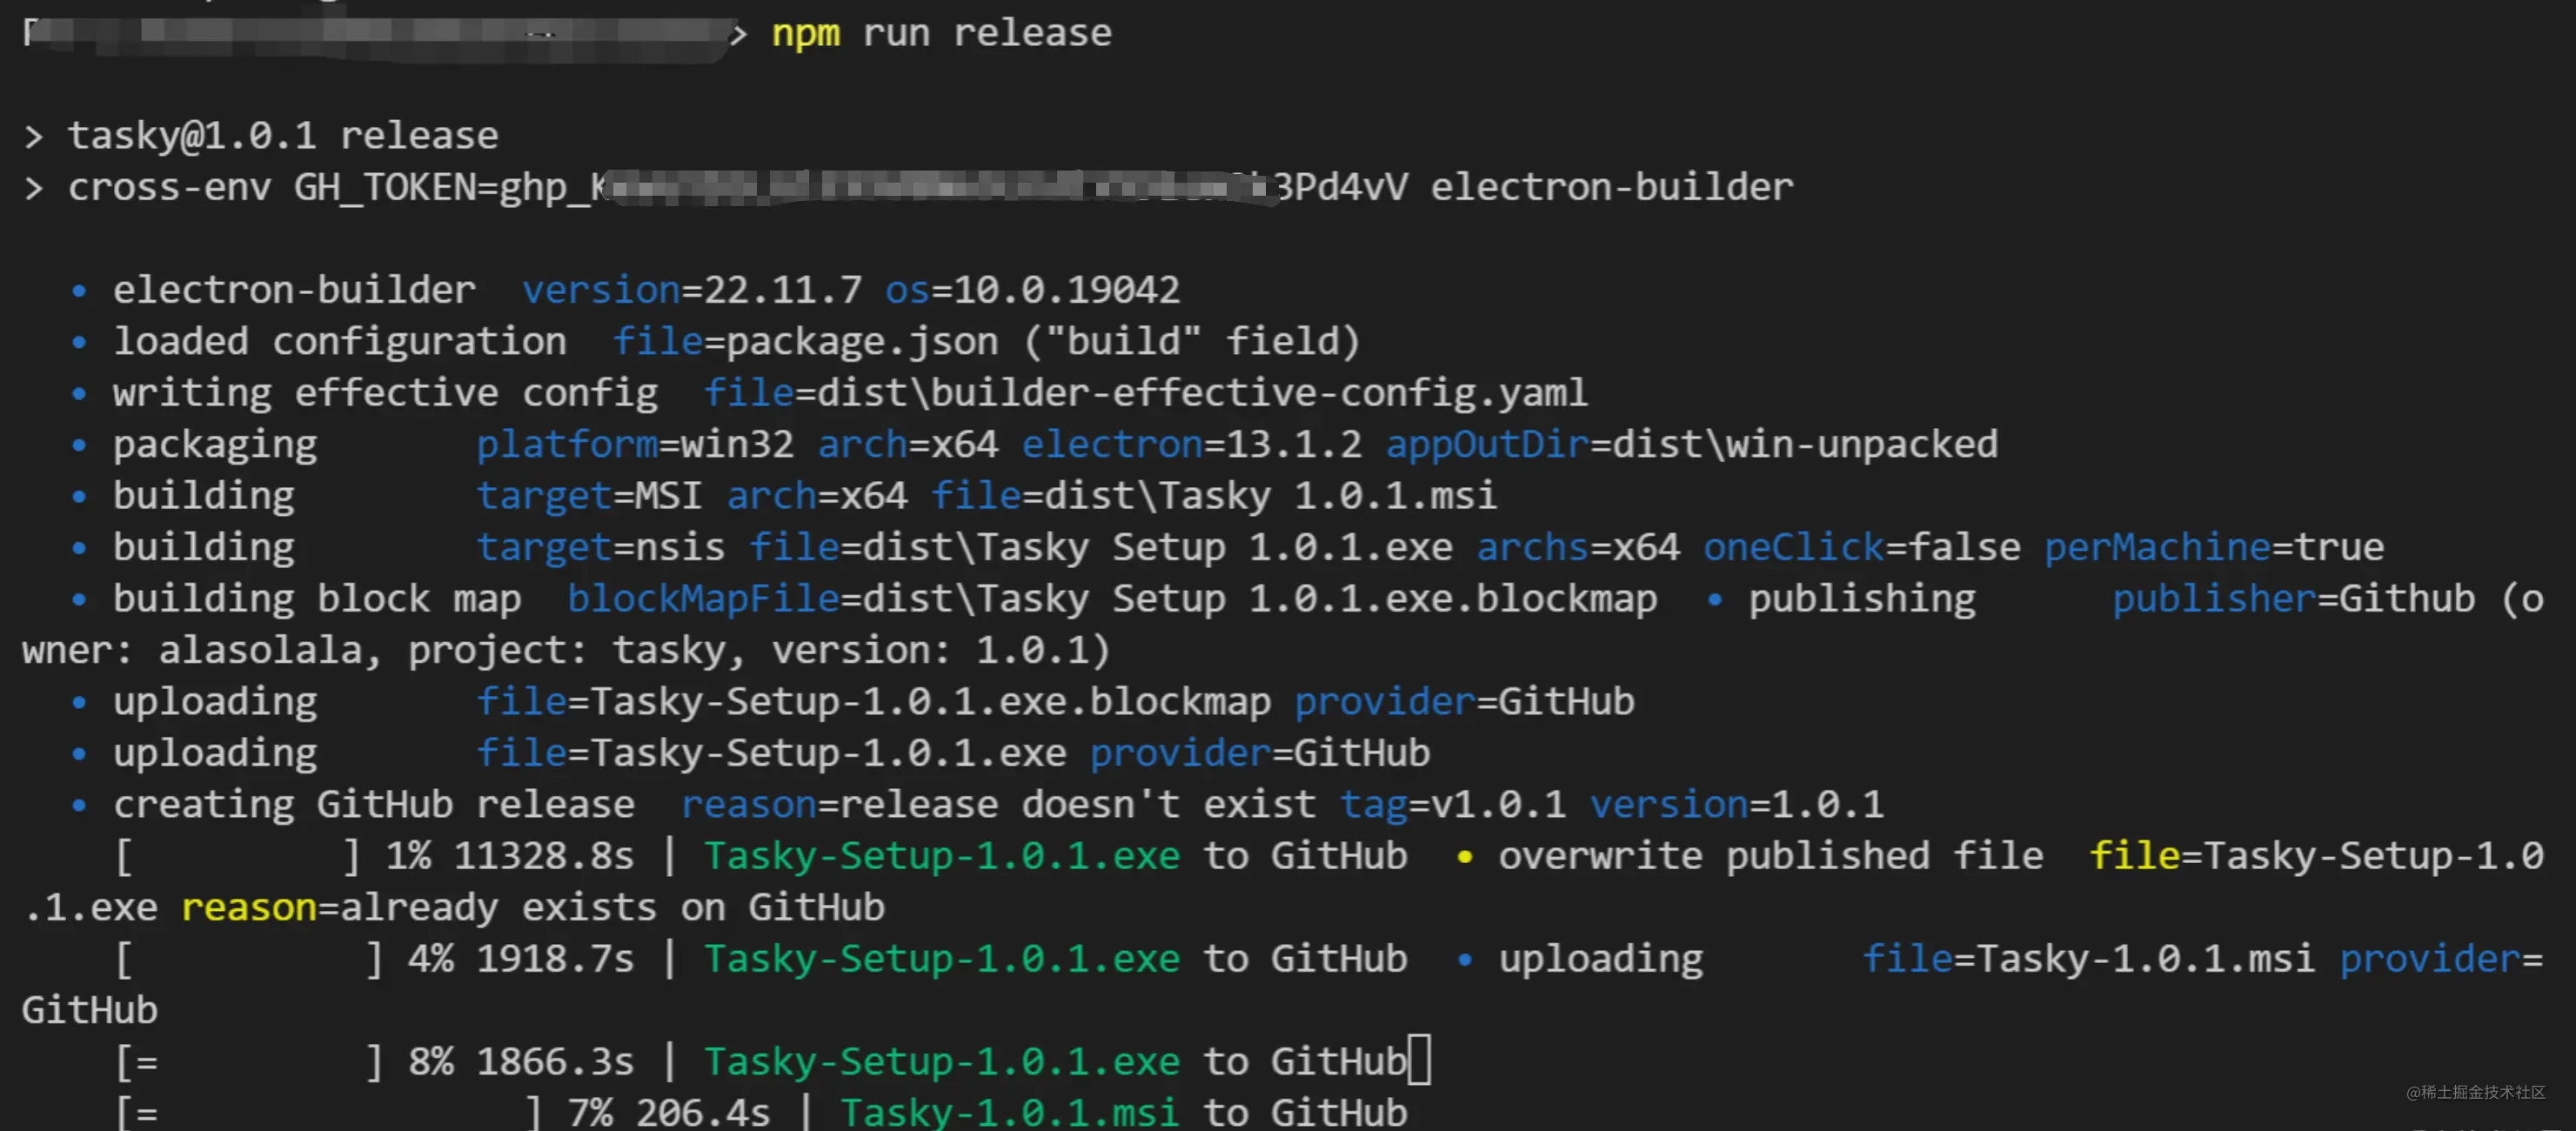 > npm run release
> tasky@1.0.1 release
> cross-env GH_TOKEN=ghp_K 3Pd4vV electron-builder
• electron-builder version=22.11.7 os=10.0.19042
• loaded configuration file=package.json ("build" field)
• writing effective config file=dist\builder-effective-config.yaml
• packaging platform=win32 arch=x64 electron=13.1.2 appOutDir=dist\win-unpacked
• building target=MSI arch=x64 file=dist\Tasky 1.0.1.msi
• building target=nsis file=dist\Tasky Setup 1.0.1.exe archs=x64 oneClick=false perMachine=true
• building block map blockMapFile=dist\Tasky Setup 1.0.1.exe.blockmap • publishing publisher=Github (o
wner: alasolala, project: tasky, version: 1.0.1)
• uploading file=Tasky-Setup-1.0.1.exe.blockmap provider=GitHub
• uploading file=Tasky-Setup-1.0.1.exe provider=GitHub
• creating GitHub release reason=release doesn't exist tag=v1.0.1 version=1.0.1
[ ] 1% 11328.8s | Tasky-Setup-1.0.1.exe to GitHub • overwrite published file file=Tasky-Setup-1.0
.1.exe reason=already exists on GitHub
[ ] 4% 1918.7s | Tasky-Setup-1.0.1.exe to GitHub • uploading file=Tasky-1.0.1.msi provider=
GitHub
[= ] 8% 1866.3s | Tasky-Setup-1.0.1.exe to GitHub
[= ] 7% 206.4s | Tasky-1.0.1.msi to GitHub
@稀土掘金技术社区